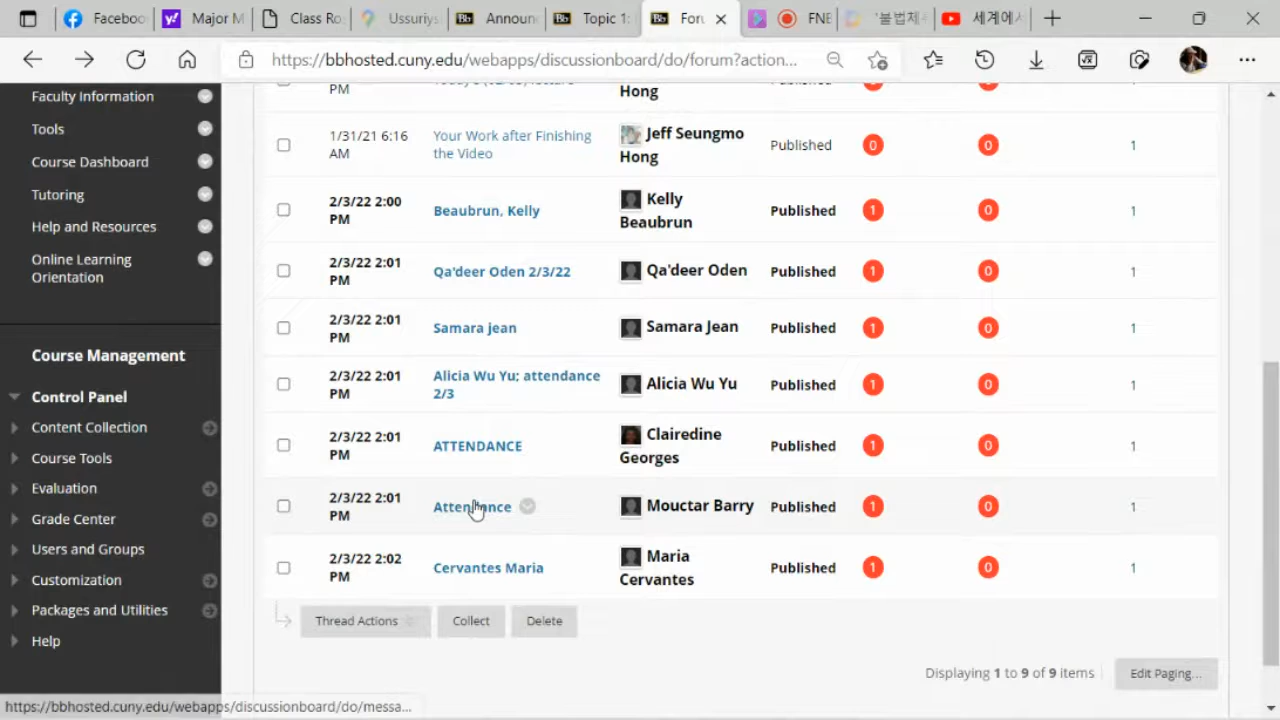 Faceboo
Major M
Class Ro
Ussuriys
Announ
Topic 1:
Foru
FNE
'불법체
세계에서
https://bbhosted.cuny.edu/webapps/discussionboard/do/forum?action...
Faculty Information
Tools
Course Dashboard
Tutoring
Help and Resources
Online Learning
Orientation
Course Management
Control Panel
Content Collection
Course Tools
Evaluation
Grade Center
Users and Groups
Customization
Packages and Utilities
Help
PM Hong
1/31/21 6:16 AM Your Work after Finishing the Video Jeff Seungmo Hong Published 0 0 1
2/3/22 2:00 PM Beaubrun, Kelly Kelly Beaubrun Published 1 0 1
2/3/22 2:01 PM Qa'deer Oden 2/3/22 Qa'deer Oden Published 1 0 1
2/3/22 2:01 PM Samara jean Samara Jean Published 1 0 1
2/3/22 2:01 PM Alicia Wu Yu; attendance 2/3 Alicia Wu Yu Published 1 0 1
2/3/22 2:01 PM ATTENDANCE Clairedine Georges Published 1 0 1
2/3/22 2:01 PM Attendance Mouctar Barry Published 1 0 1
2/3/22 2:02 PM Cervantes Maria Maria Cervantes Published 1 0 1
Thread Actions Collect Delete
Displaying 1 to 9 of 9 items Edit Paging...
https://bbhosted.cuny.edu/webapps/discussionboard/do/messa...